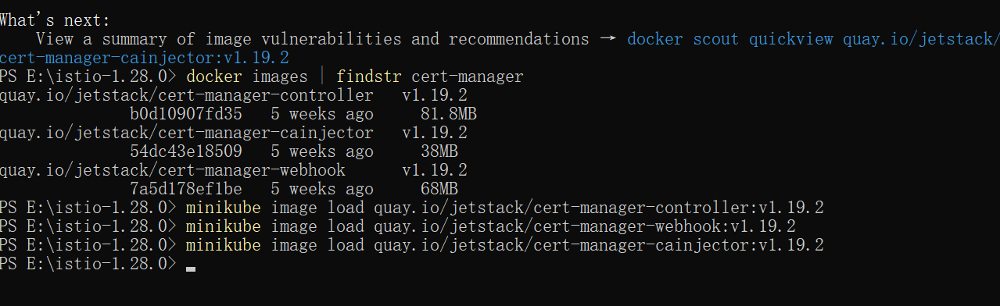 What's next:
    View a summary of image vulnerabilities and recommendations → docker scout quickview quay.io/jetstack/
cert-manager-cainjector:v1.19.2
PS E:\istio-1.28.0> docker images | findstr cert-manager
quay.io/jetstack/cert-manager-controller   v1.19.2
              b0d10907fd35   5 weeks ago     81.8MB
quay.io/jetstack/cert-manager-cainjector   v1.19.2
              54dc43e18509   5 weeks ago     38MB
quay.io/jetstack/cert-manager-webhook      v1.19.2
              7a5d178ef1be   5 weeks ago     68MB
PS E:\istio-1.28.0> minikube image load quay.io/jetstack/cert-manager-controller:v1.19.2
PS E:\istio-1.28.0> minikube image load quay.io/jetstack/cert-manager-webhook:v1.19.2
PS E:\istio-1.28.0> minikube image load quay.io/jetstack/cert-manager-cainjector:v1.19.2
PS E:\istio-1.28.0>